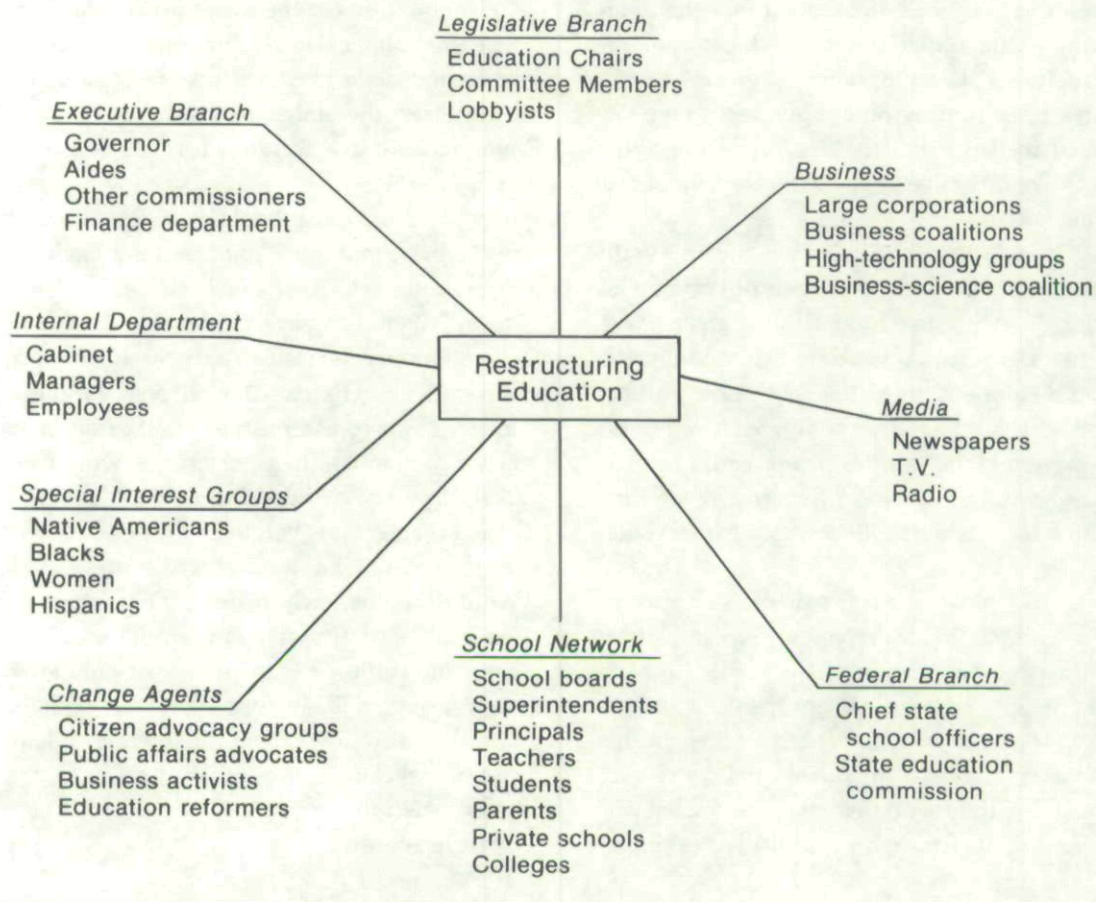 Legislative Branch
Education Chairs
Committee Members
Lobbyists
Executive Branch
Governor
Aides
Other commissioners
Finance department
Business
Large corporations
Business coalitions
High-technology groups
Business-science coalition
Internal Department
Cabinet
Managers
Employees
Restructuring
Education
Media
Newspapers
T.V.
Radio
Special Interest Groups
Native Americans
Blacks
Women
Hispanics
School Network
School boards
Superintendents
Principals
Teachers
Students
Parents
Private schools
Colleges
Federal Branch
Chief state
school officers
State education
commission
Change Agents
Citizen advocacy groups
Public affairs advocates
Business activists
Education reformers